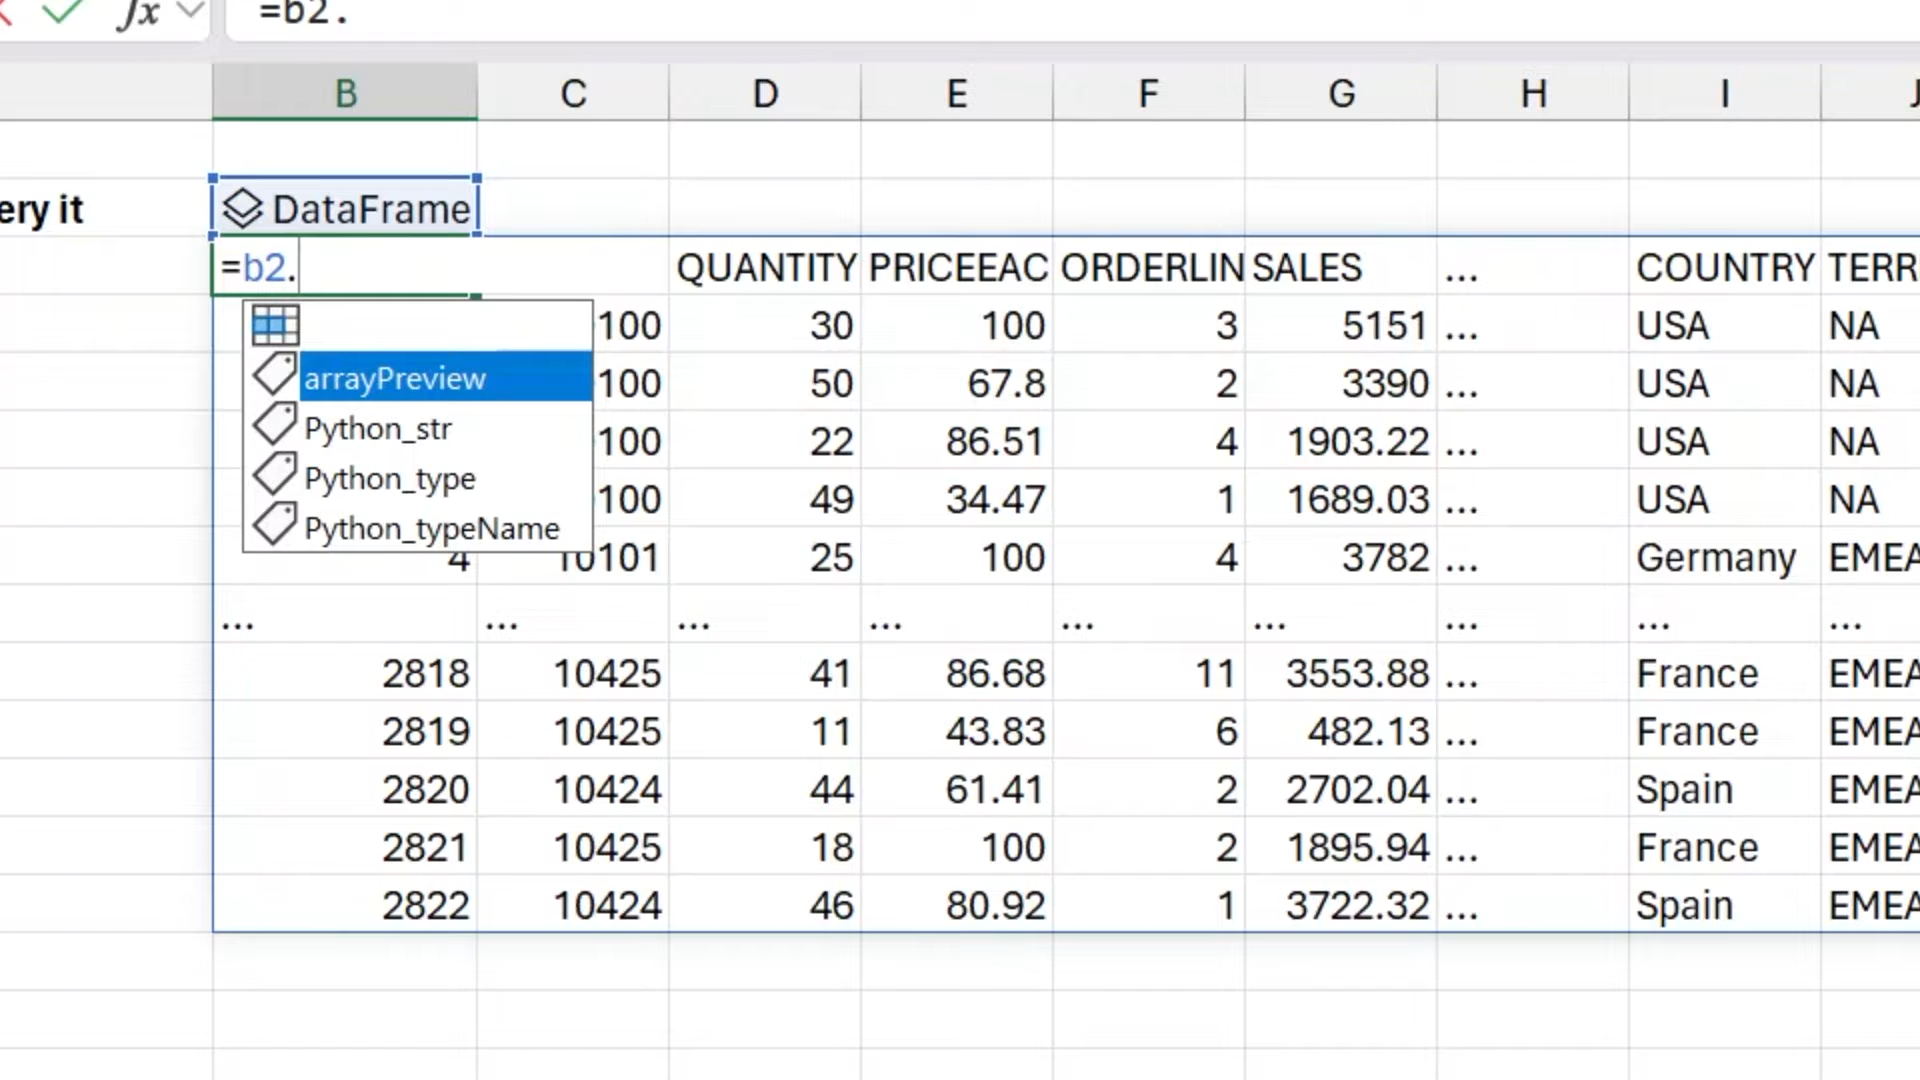 fx =b2.
B C D E F G H I J
ery it DataFrame
=b2. QUANTITY PRICEEAC ORDERLIN SALES ... COUNTRY TERR
100 30 100 3 5151 ... USA NA
arrayPreview 100 50 67.8 2 3390 ... USA NA
Python_str 100 22 86.51 4 1903.22 ... USA NA
Python_type 100 49 34.47 1 1689.03 ... USA NA
Python_typeName
4 10101 25 100 4 3782 ... Germany EMEA
... ... ... ... ... ... ... ... ...
2818 10425 41 86.68 11 3553.88 ... France EMEA
2819 10425 11 43.83 6 482.13 ... France EMEA
2820 10424 44 61.41 2 2702.04 ... Spain EMEA
2821 10425 18 100 2 1895.94 ... France EMEA
2822 10424 46 80.92 1 3722.32 ... Spain EMEA